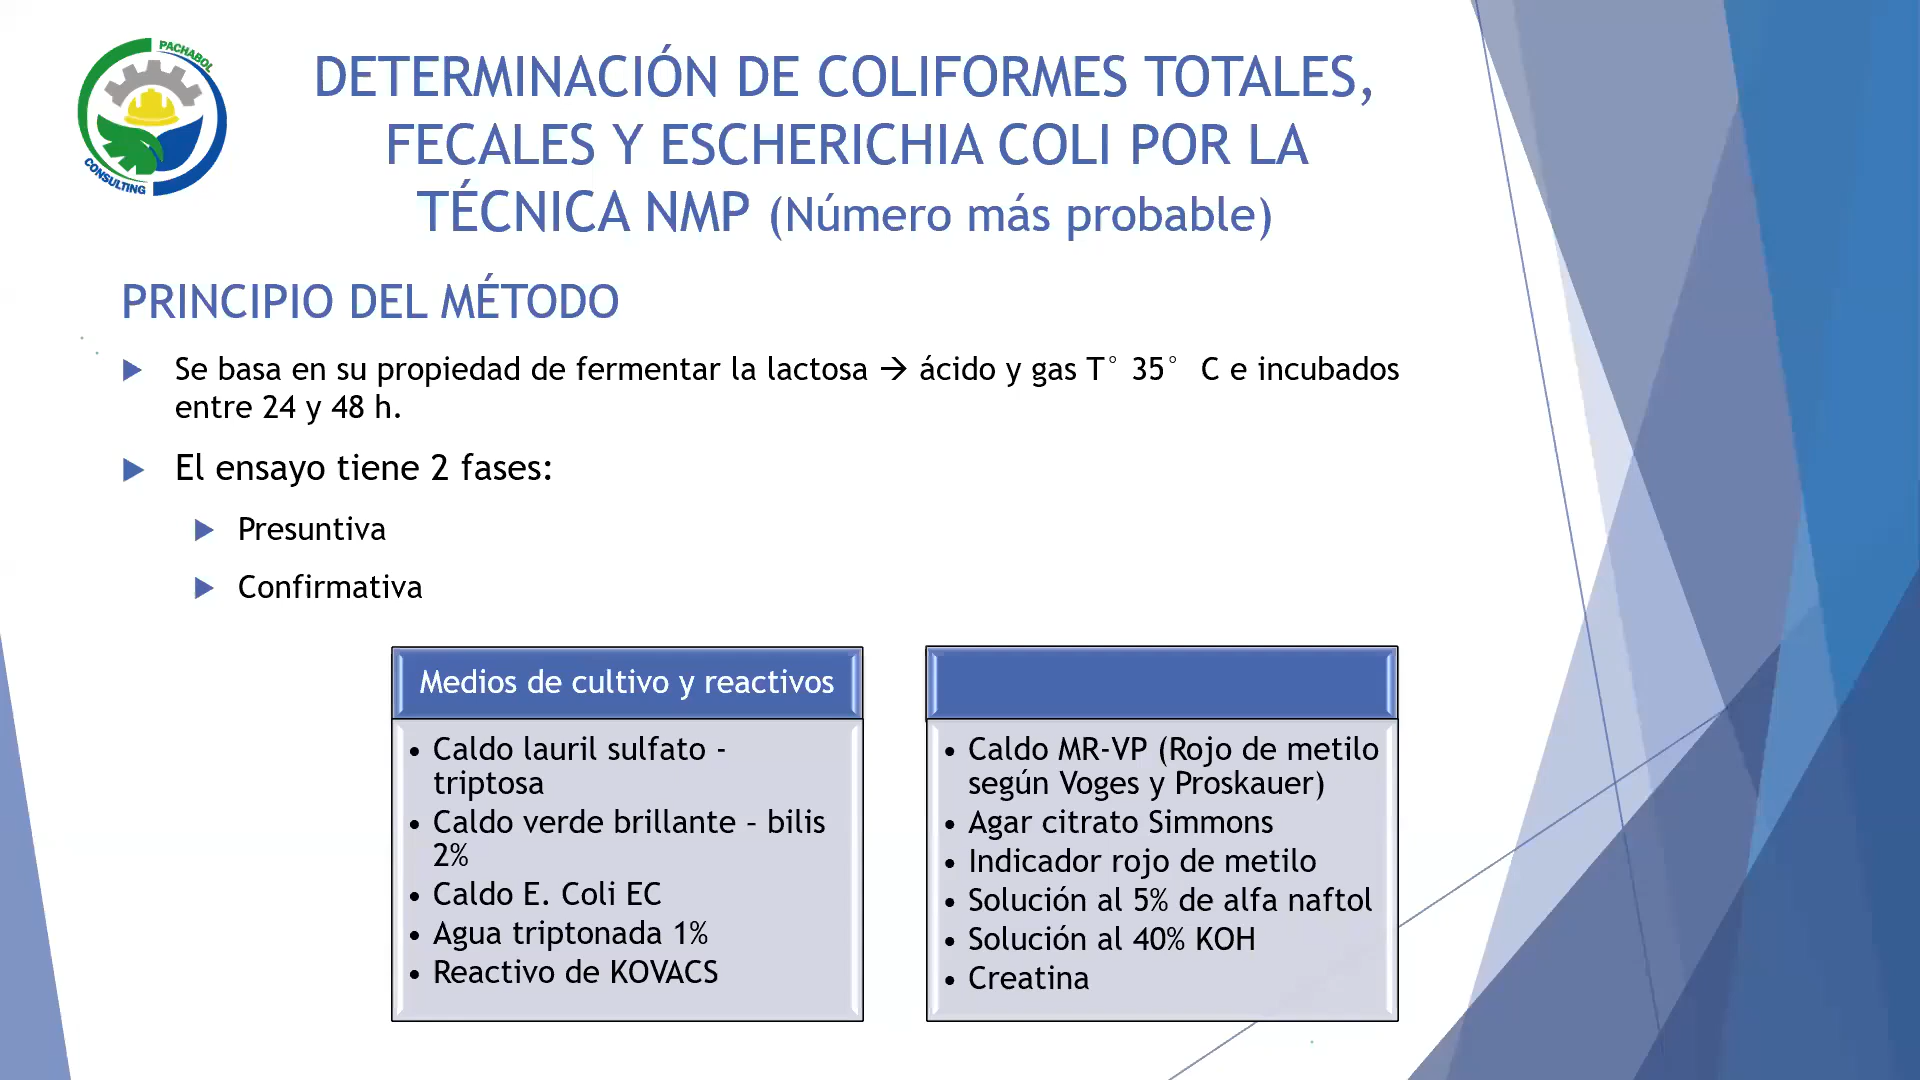 PACHABOL
CONSULTING
DETERMINACIÓN DE COLIFORMES TOTALES,
FECALES Y ESCHERICHIA COLI POR LA
TÉCNICA NMP (Número más probable)
PRINCIPIO DEL MÉTODO
Se basa en su propiedad de fermentar la lactosa → ácido y gas T° 35° C e incubados
entre 24 y 48 h.
El ensayo tiene 2 fases:
Presuntiva
Confirmativa
Medios de cultivo y reactivos
• Caldo lauril sulfato -
triptosa
• Caldo verde brillante – bilis
2%
• Caldo E. Coli EC
• Agua triptonada 1%
• Reactivo de KOVACS
• Caldo MR-VP (Rojo de metilo
según Voges y Proskauer)
• Agar citrato Simmons
• Indicador rojo de metilo
• Solución al 5% de alfa naftol
• Solución al 40% KOH
• Creatina